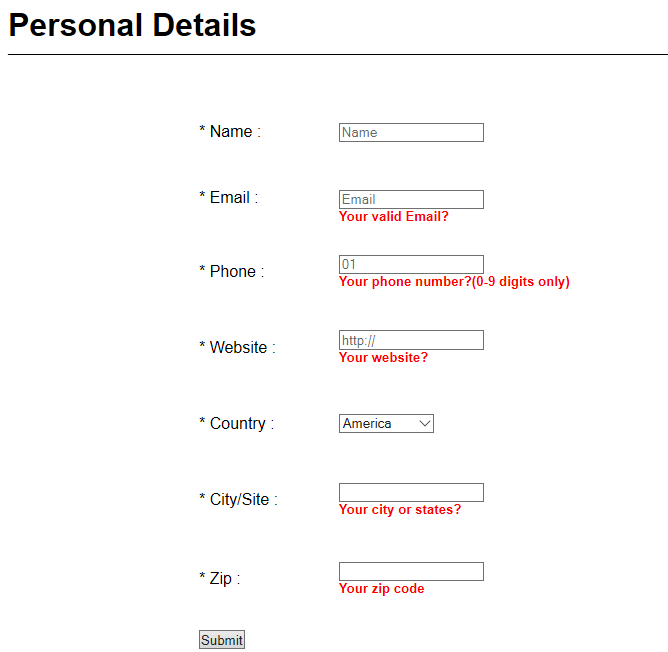 Personal Details
* Name :
Name
* Email :
Email
Your valid Email?
* Phone :
01
Your phone number?(0-9 digits only)
* Website :
http://
Your website?
* Country :
America
* City/Site :
Your city or states?
* Zip :
Your zip code
Submit